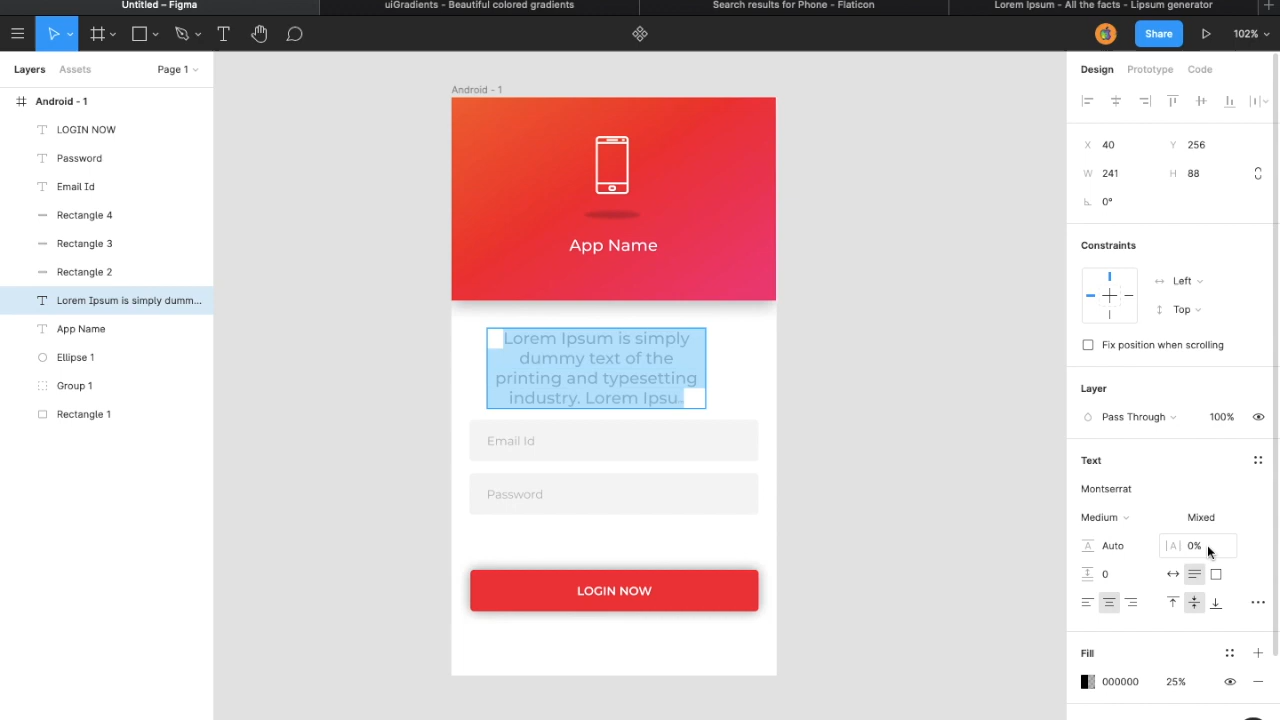 Untitled – Figma
uiGradients - Beautiful colored gradients
Search results for Phone - Flaticon
Lorem Ipsum - All the facts - Lipsum generator
Share
102%
Layers
Assets
Page 1
Design
Prototype
Code
Android - 1
LOGIN NOW
Password
Email Id
Rectangle 4
Rectangle 3
Rectangle 2
Lorem Ipsum is simply dumm...
App Name
Ellipse 1
Group 1
Rectangle 1
Android - 1
App Name
Lorem Ipsum is simply
dummy text of the
printing and typesetting
industry. Lorem Ipsu..
Email Id
Password
LOGIN NOW
X 40
Y 256
W 241
H 88
0°
Constraints
Left
Top
Fix position when scrolling
Layer
Pass Through
100%
Text
Montserrat
Medium
Mixed
A Auto
|A| 0%
0
Fill
000000
25%